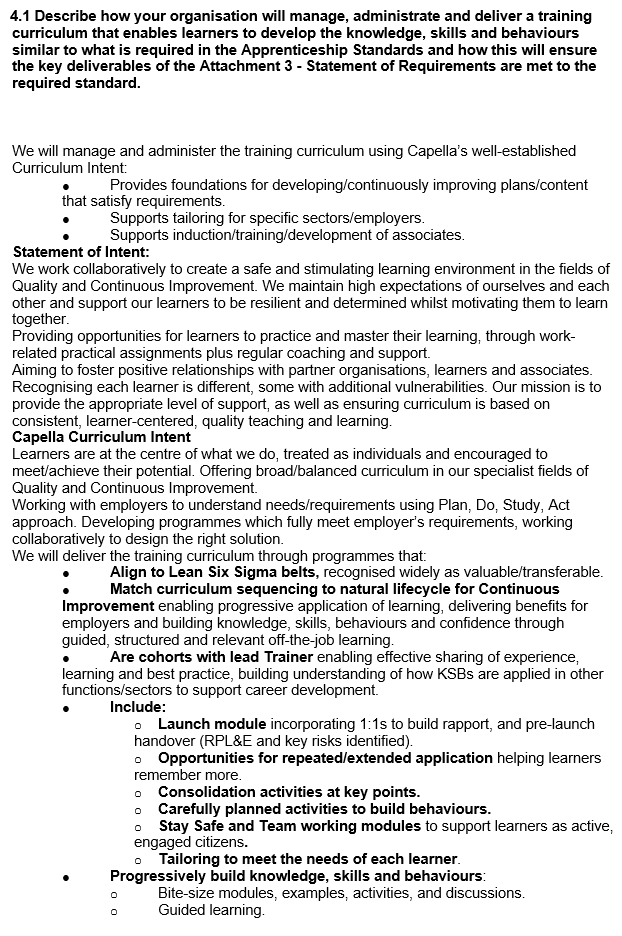 4.1 Describe how your organisation will manage, administrate and deliver a training
curriculum that enables learners to develop the knowledge, skills and behaviours
similar to what is required in the Apprenticeship Standards and how this will ensure
the key deliverables of the Attachment 3 - Statement of Requirements are met to the
required standard.
We will manage and administer the training curriculum using Capella's well-established
Curriculum Intent:
● Provides foundations for developing/continuously improving plans/content
that satisfy requirements.
● Supports tailoring for specific sectors/employers.
● Supports induction/training/development of associates.
Statement of Intent:
We work collaboratively to create a safe and stimulating learning environment in the fields of
Quality and Continuous Improvement. We maintain high expectations of ourselves and each
other and support our learners to be resilient and determined whilst motivating them to learn
together.
Providing opportunities for learners to practice and master their learning, through work-
related practical assignments plus regular coaching and support.
Aiming to foster positive relationships with partner organisations, learners and associates.
Recognising each learner is different, some with additional vulnerabilities. Our mission is to
provide the appropriate level of support, as well as ensuring curriculum is based on
consistent, learner-centered, quality teaching and learning.
Capella Curriculum Intent
Learners are at the centre of what we do, treated as individuals and encouraged to
meet/achieve their potential. Offering broad/balanced curriculum in our specialist fields of
Quality and Continuous Improvement.
Working with employers to understand needs/requirements using Plan, Do, Study, Act
approach. Developing programmes which fully meet employer's requirements, working
collaboratively to design the right solution.
We will deliver the training curriculum through programmes that:
● Align to Lean Six Sigma belts, recognised widely as valuable/transferable.
● Match curriculum sequencing to natural lifecycle for Continuous
Improvement enabling progressive application of learning, delivering benefits for
employers and building knowledge, skills, behaviours and confidence through
guided, structured and relevant off-the-job learning.
● Are cohorts with lead Trainer enabling effective sharing of experience,
learning and best practice, building understanding of how KSBs are applied in other
functions/sectors to support career development.
● Include:
o Launch module incorporating 1:1s to build rapport, and pre-launch
handover (RPL&E and key risks identified).
o Opportunities for repeated/extended application helping learners
remember more.
o Consolidation activities at key points.
o Carefully planned activities to build behaviours.
o Stay Safe and Team working modules to support learners as active,
engaged citizens.
o Tailoring to meet the needs of each learner.
● Progressively build knowledge, skills and behaviours:
o Bite-size modules, examples, activities, and discussions.
o Guided learning.